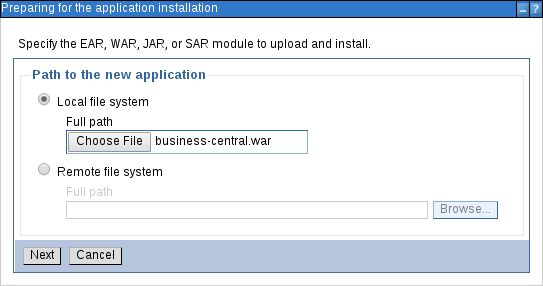 Preparing for the application installation
Specify the EAR, WAR, JAR, or SAR module to upload and install.
Path to the new application
Local file system
Full path
Choose File business-central.war
Remote file system
Full path
Browse...
Next Cancel